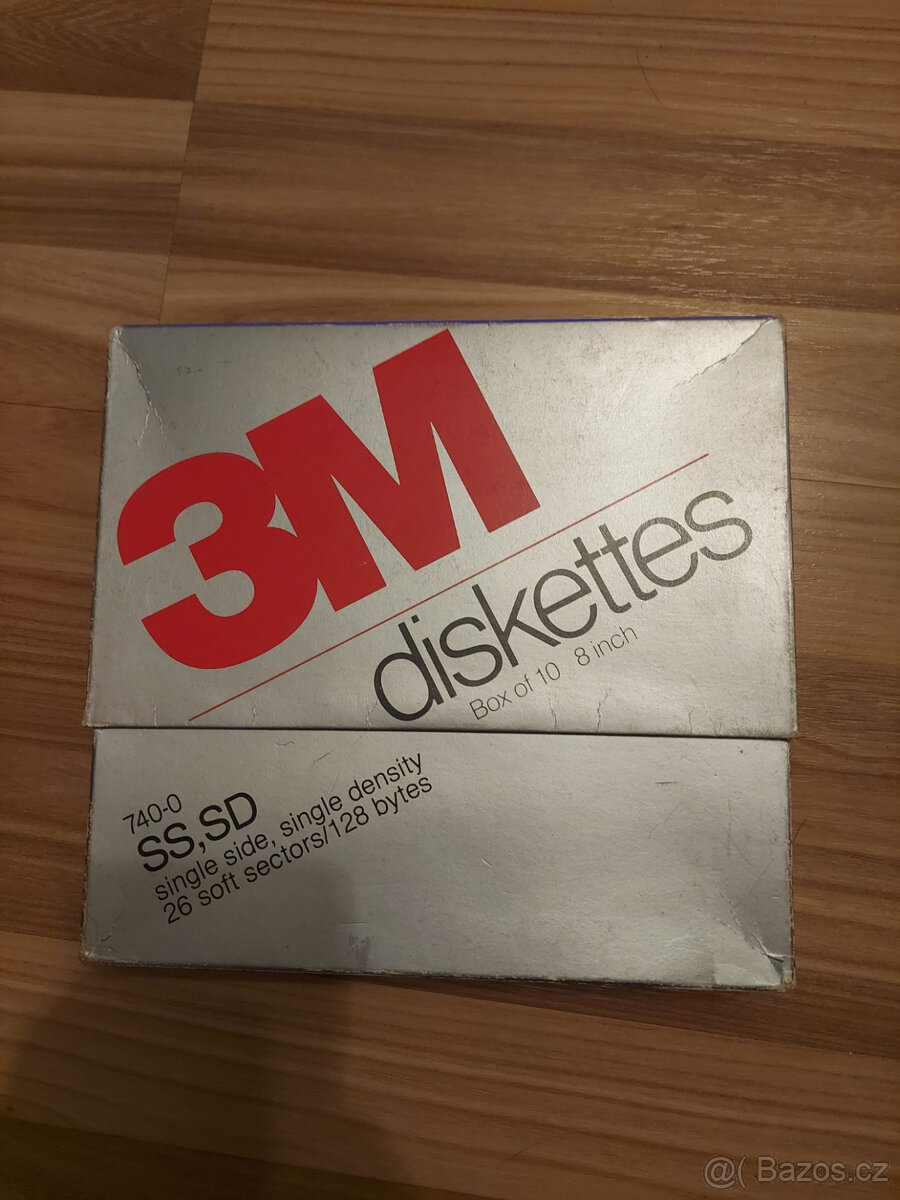 3M
diskettes
Box of 10 8 inch
740-0
SS,SD
single side, single density
26 soft sectors/128 bytes
@( Bazos.cz